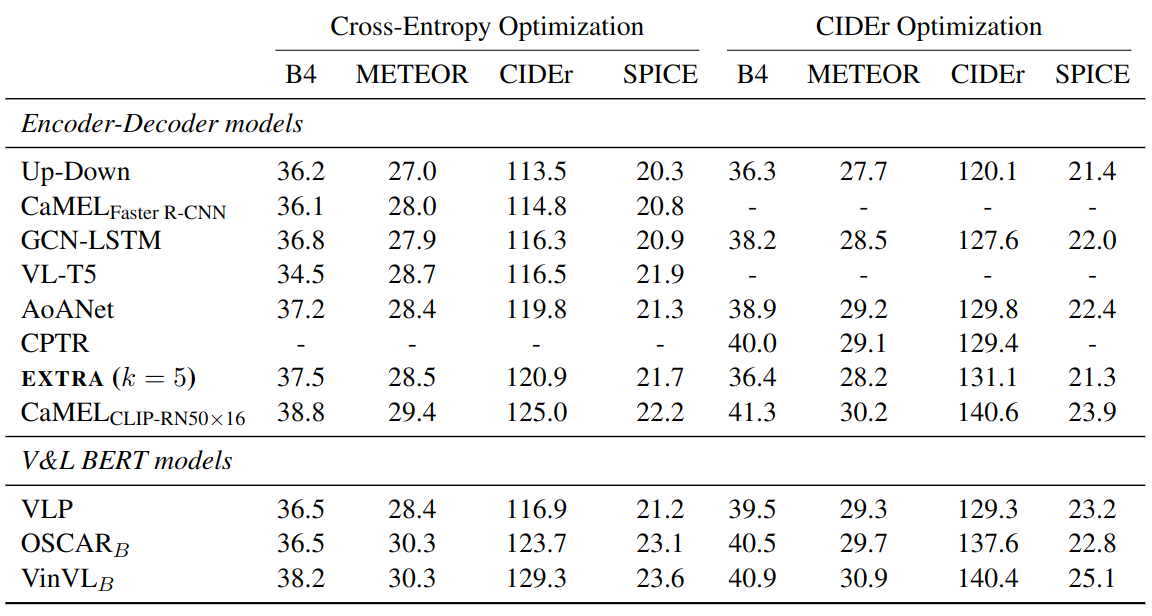 Cross-Entropy Optimization CIDEr Optimization
B4 METEOR CIDEr SPICE B4 METEOR CIDEr SPICE
Encoder-Decoder models
Up-Down 36.2 27.0 113.5 20.3 36.3 27.7 120.1 21.4
CaMEL Faster R-CNN 36.1 28.0 114.8 20.8 - - - -
GCN-LSTM 36.8 27.9 116.3 20.9 38.2 28.5 127.6 22.0
VL-T5 34.5 28.7 116.5 21.9 - - - -
AoANet 37.2 28.4 119.8 21.3 38.9 29.2 129.8 22.4
CPTR - - - - 40.0 29.1 129.4 -
EXTRA (k = 5) 37.5 28.5 120.9 21.7 36.4 28.2 131.1 21.3
CaMEL CLIP-RN50×16 38.8 29.4 125.0 22.2 41.3 30.2 140.6 23.9
V&L BERT models
VLP 36.5 28.4 116.9 21.2 39.5 29.3 129.3 23.2
OSCAR B 36.5 30.3 123.7 23.1 40.5 29.7 137.6 22.8
VinVL B 38.2 30.3 129.3 23.6 40.9 30.9 140.4 25.1